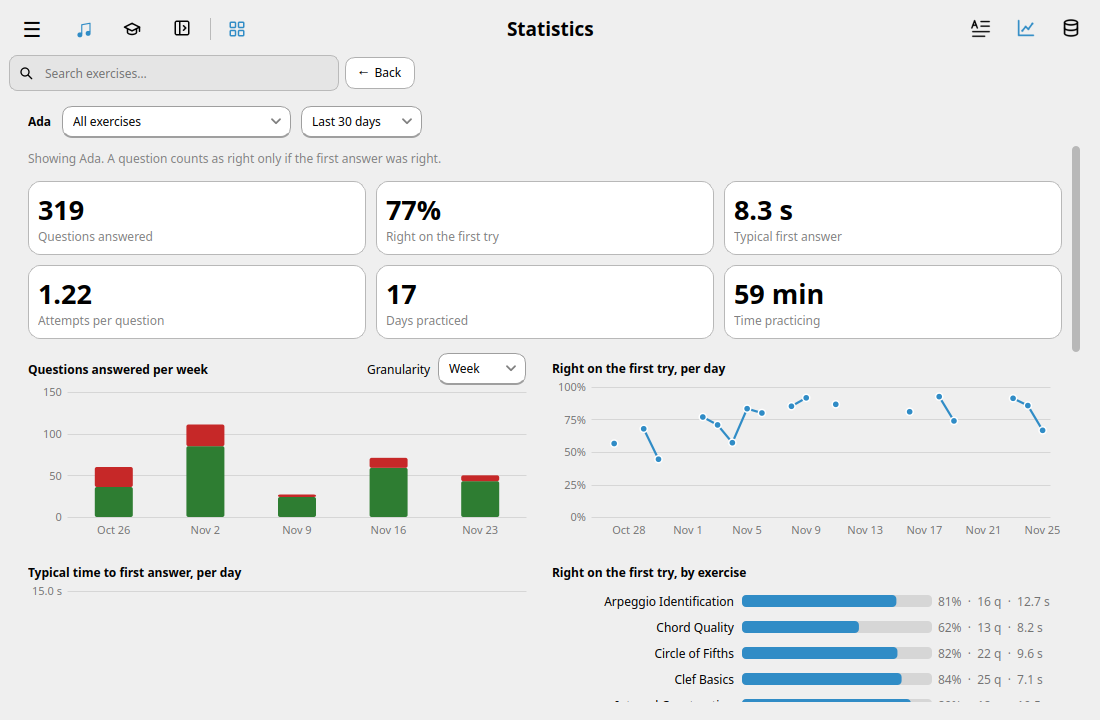 Statistics
Search exercises...
← Back
Ada All exercises Last 30 days
Showing Ada. A question counts as right only if the first answer was right.
319
Questions answered
77%
Right on the first try
8.3 s
Typical first answer
1.22
Attempts per question
17
Days practiced
59 min
Time practicing
Questions answered per week Granularity Week
150
100
50
0
Oct 26 Nov 2 Nov 9 Nov 16 Nov 23
Right on the first try, per day
100%
75%
50%
25%
0%
Oct 28 Nov 1 Nov 5 Nov 9 Nov 13 Nov 17 Nov 21 Nov 25
Typical time to first answer, per day
15.0 s
Right on the first try, by exercise
Arpeggio Identification 81% · 16 q · 12.7 s
Chord Quality 62% · 13 q · 8.2 s
Circle of Fifths 82% · 22 q · 9.6 s
Clef Basics 84% · 25 q · 7.1 s